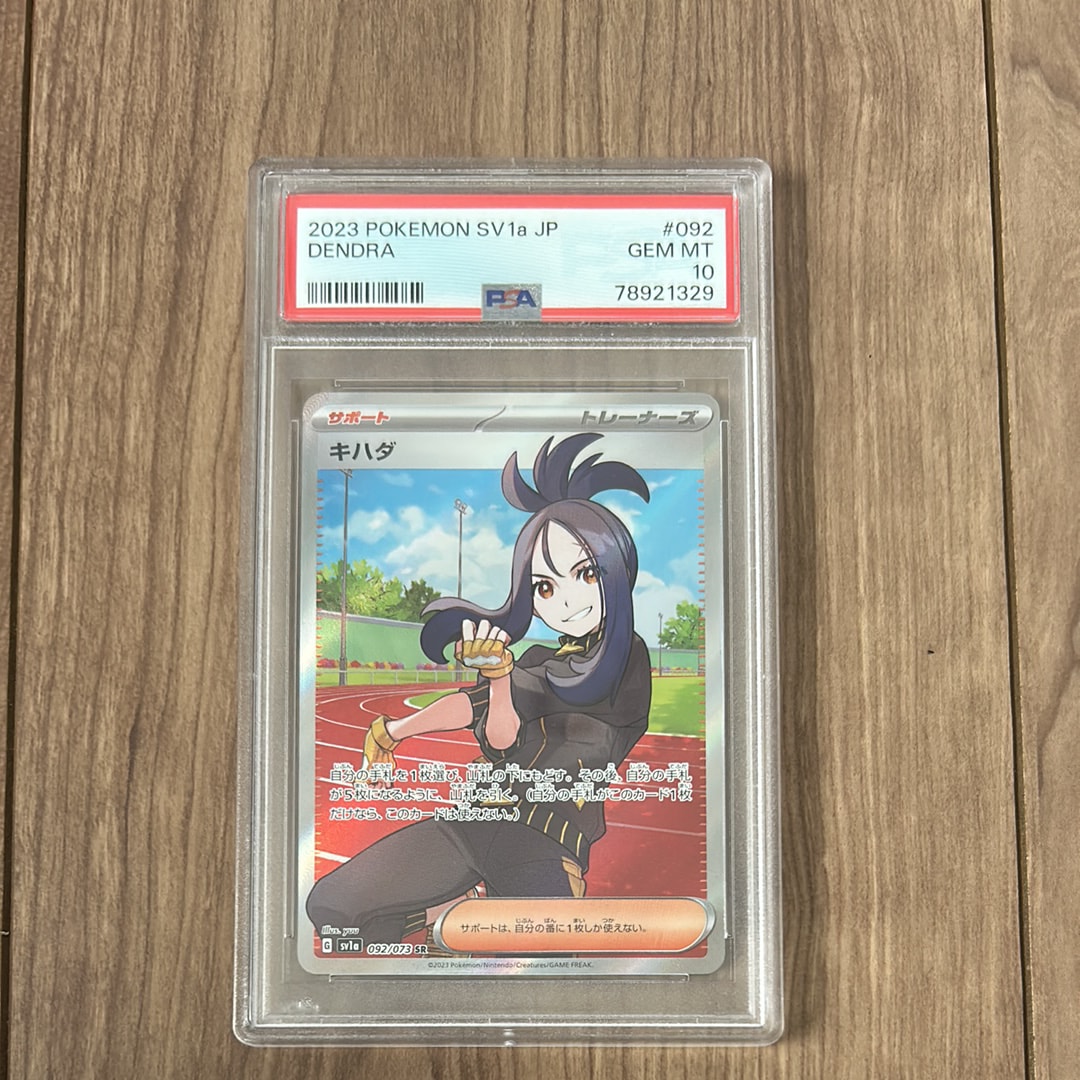 2023 POKEMON SV1a JP #092
DENDRA GEM MT
10
PSA 78921329
サポート トレーナーズ
キハダ
自分の手札を1枚選び、山札の下にもどす。その後、自分の手札
が5枚になるように、山札を引く。(自分の手札がこのカード1枚
だけなら、このカードは使えない。)
サポートは、自分の番に1枚しか使えない。
Illus. yuu
G sv1a 092/073 SR
©2023 Pokémon/Nintendo/Creatures/GAME FREAK.